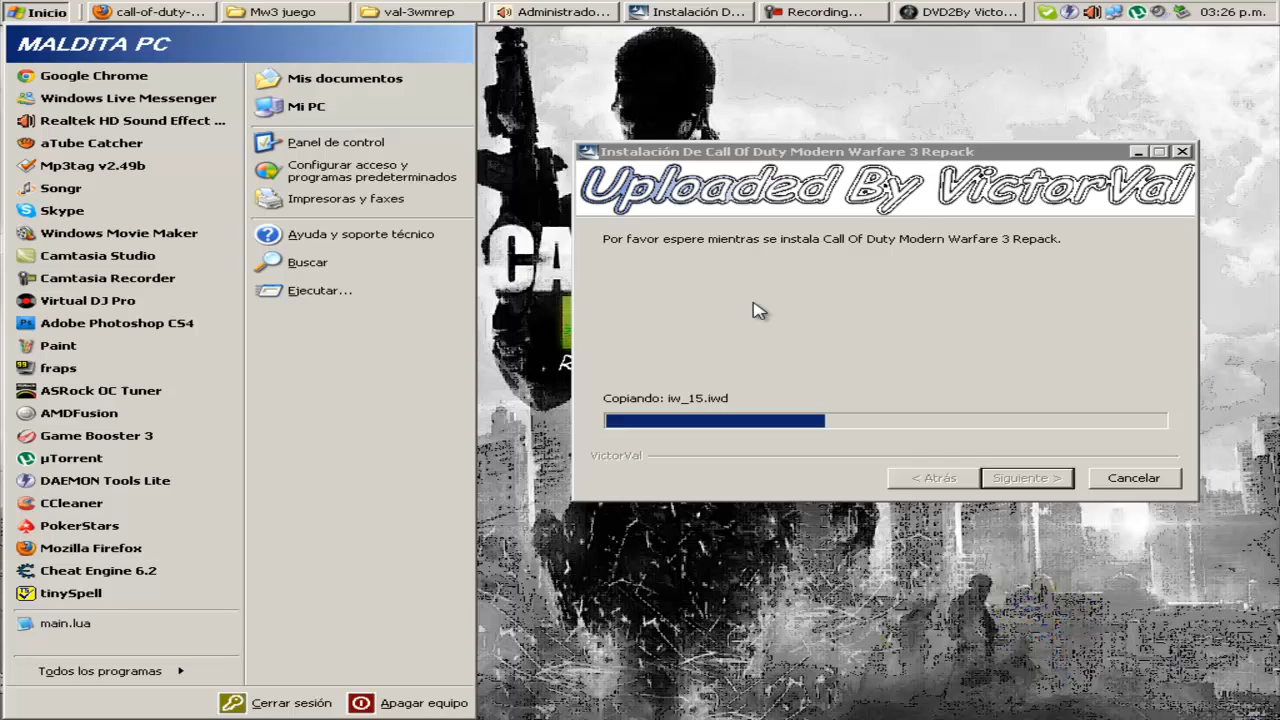 Inicio
call-of-duty-...
Mw3 juego
val-3wmrep
Administrado...
Instalación D...
Recording...
DVD2By Victo...
03:26 p.m.
MALDITA PC
Google Chrome
Windows Live Messenger
Realtek HD Sound Effect ...
aTube Catcher
Mp3tag v2.49b
Songr
Skype
Windows Movie Maker
Camtasia Studio
Camtasia Recorder
Virtual DJ Pro
Adobe Photoshop CS4
Paint
fraps
ASRock OC Tuner
AMDFusion
Game Booster 3
µTorrent
DAEMON Tools Lite
CCleaner
PokerStars
Mozilla Firefox
Cheat Engine 6.2
tinySpell
main.lua
Todos los programas
Mis documentos
Mi PC
Panel de control
Configurar acceso y
programas predeterminados
Impresoras y faxes
Ayuda y soporte técnico
Buscar
Ejecutar...
Cerrar sesión
Apagar equipo
CA
Instalación De Call Of Duty Modern Warfare 3 Repack
Uploaded By VictorVal
Por favor espere mientras se instala Call Of Duty Modern Warfare 3 Repack.
Copiando: iw_15.iwd
VictorVal
< Atrás
Siguiente >
Cancelar